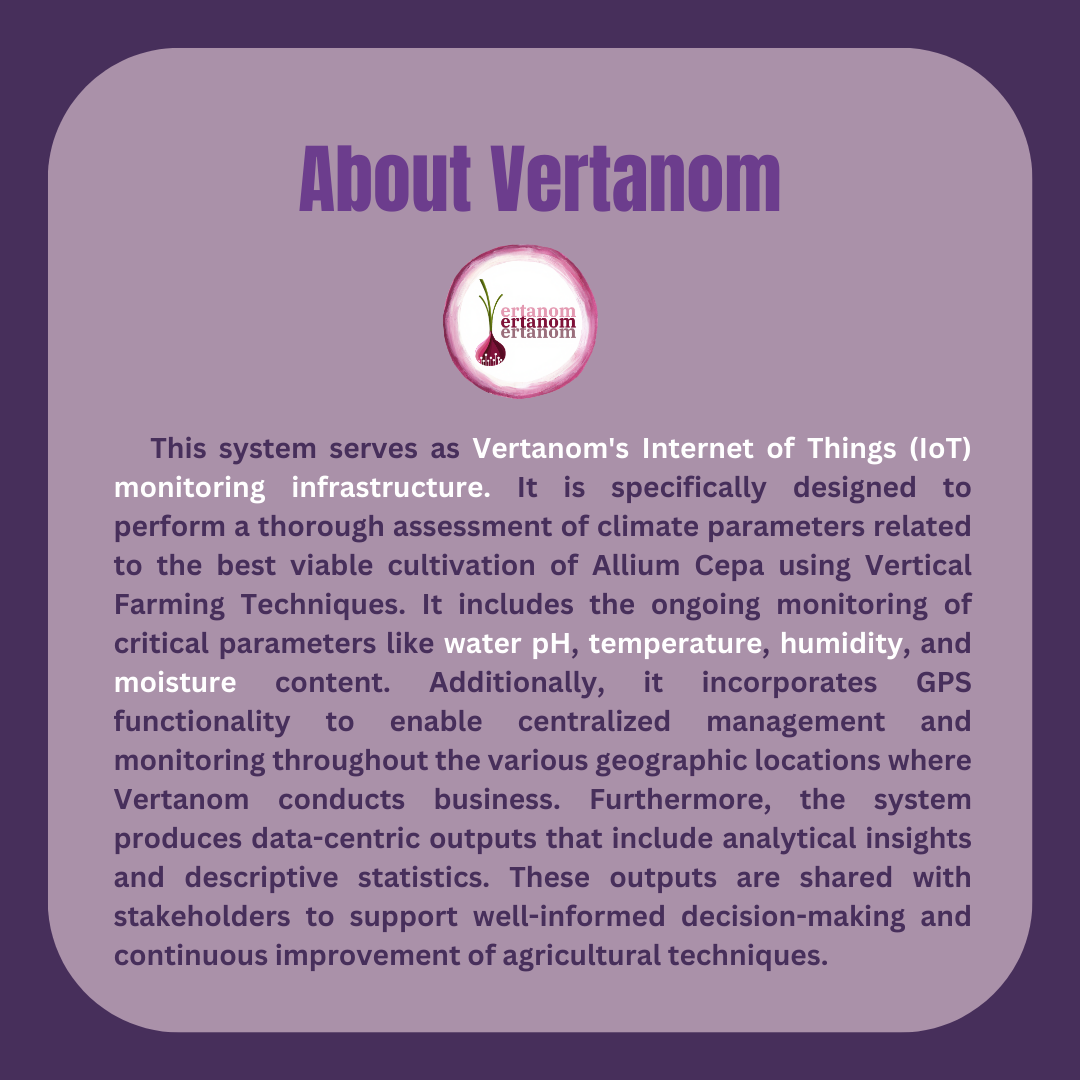 About Vertanom
ertanom
ertanom
ertanom
This system serves as Vertanom's Internet of Things (IoT)
monitoring infrastructure. It is specifically designed to
perform a thorough assessment of climate parameters related
to the best viable cultivation of Allium Cepa using Vertical
Farming Techniques. It includes the ongoing monitoring of
critical parameters like water pH, temperature, humidity, and
moisture content. Additionally, it incorporates GPS
functionality to enable centralized management and
monitoring throughout the various geographic locations where
Vertanom conducts business. Furthermore, the system
produces data-centric outputs that include analytical insights
and descriptive statistics. These outputs are shared with
stakeholders to support well-informed decision-making and
continuous improvement of agricultural techniques.